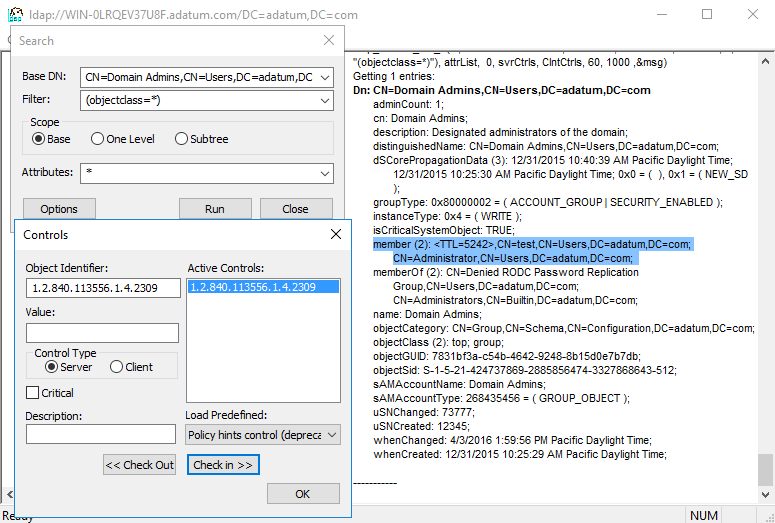 ldap://WIN-0LRQEV37U8F.adatum.com/DC=adatum,DC=com
Search
Base DN:
CN=Domain Admins,CN=Users,DC=adatum,DC
Filter:
(objectclass=*)
Scope
Base
One Level
Subtree
Attributes:
*
Options
Run
Close
Controls
Object Identifier:
1.2.840.113556.1.4.2309
Value:
Control Type
Server
Client
Critical
Description:
Active Controls:
1.2.840.113556.1.4.2309
Load Predefined:
Policy hints control (depreca
<< Check Out
Check in >>
OK
"(objectclass=*)"), attrList, 0, svrCtrls, ClntCtrls, 60, 1000 ,&msg)
Getting 1 entries:
Dn: CN=Domain Admins,CN=Users,DC=adatum,DC=com
adminCount: 1;
cn: Domain Admins;
description: Designated administrators of the domain;
distinguishedName: CN=Domain Admins,CN=Users,DC=adatum,DC=com;
dSCorePropagationData (3): 12/31/2015 10:40:39 AM Pacific Daylight Time;
12/31/2015 10:25:30 AM Pacific Daylight Time; 0x0 = ( ), 0x1 = ( NEW_SD
);
groupType: 0x80000002 = ( ACCOUNT_GROUP | SECURITY_ENABLED );
instanceType: 0x4 = ( WRITE );
isCriticalSystemObject: TRUE;
member (2): <TTL=5242>,CN=test,CN=Users,DC=adatum,DC=com;
CN=Administrator,CN=Users,DC=adatum,DC=com;
memberOf (2): CN=Denied RODC Password Replication
Group,CN=Users,DC=adatum,DC=com;
CN=Administrators,CN=Builtin,DC=adatum,DC=com;
name: Domain Admins;
objectCategory: CN=Group,CN=Schema,CN=Configuration,DC=adatum,DC=com;
objectClass (2): top; group;
objectGUID: 7831bf3a-c54b-4642-9248-8b15d0e7b7db;
objectSid: S-1-5-21-424737869-2885856474-3327868643-512;
sAMAccountName: Domain Admins;
sAMAccountType: 268435456 = ( GROUP_OBJECT );
uSNChanged: 73777;
uSNCreated: 12345;
whenChanged: 4/3/2016 1:59:56 PM Pacific Daylight Time;
whenCreated: 12/31/2015 10:25:29 AM Pacific Daylight Time;
-----------
Ready
NUM